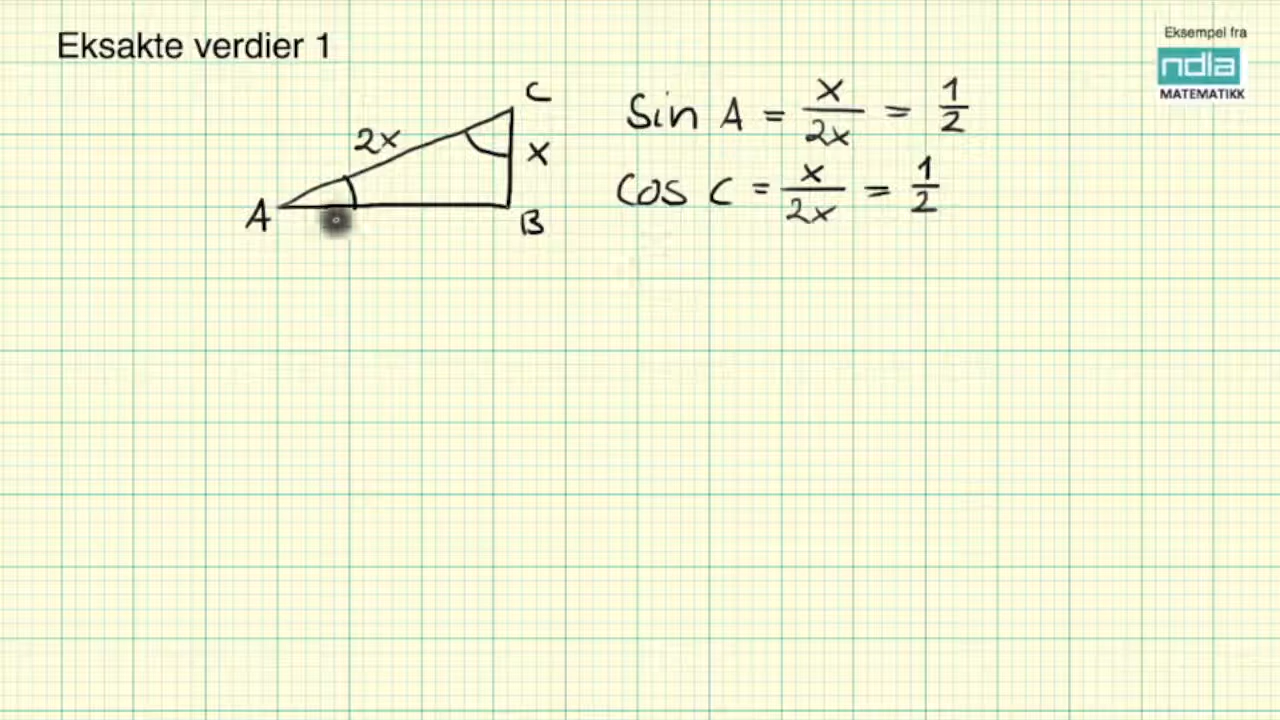 Eksakte verdier 1
Eksempel fra
ndla
MATEMATIKK
C
2x
x
A
B
Sin A = x/2x = 1/2
Cos C = x/2x = 1/2